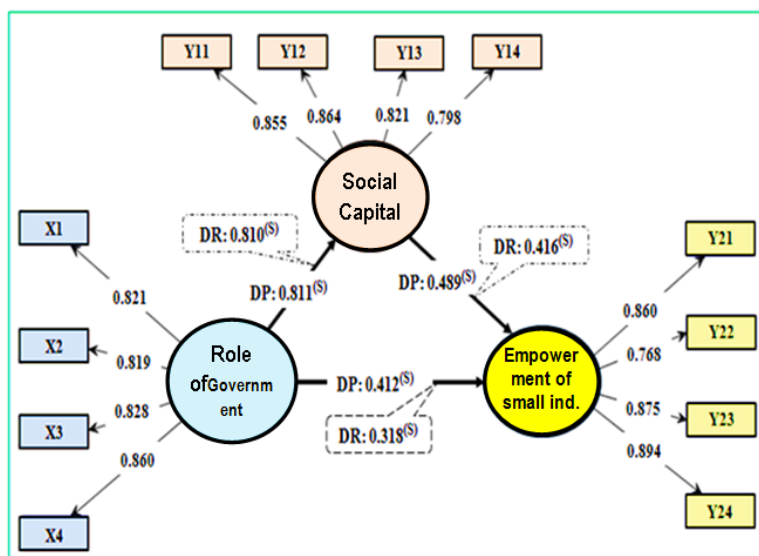 Y11
Y12
Y13
Y14
0.855
0.864
0.821
0.798
Social
Capital
X1
DR: 0.810(S)
DR: 0.416(S)
Y21
DP: 0.811(S)
DP: 0.489(S)
0.821
0.860
X2
0.819
Role
ofGovernm
ent
Empower
ment of
small ind.
0.768
Y22
DP: 0.412(S)
X3
0.828
DR: 0.318(S)
0.875
Y23
0.860
0.894
X4
Y24